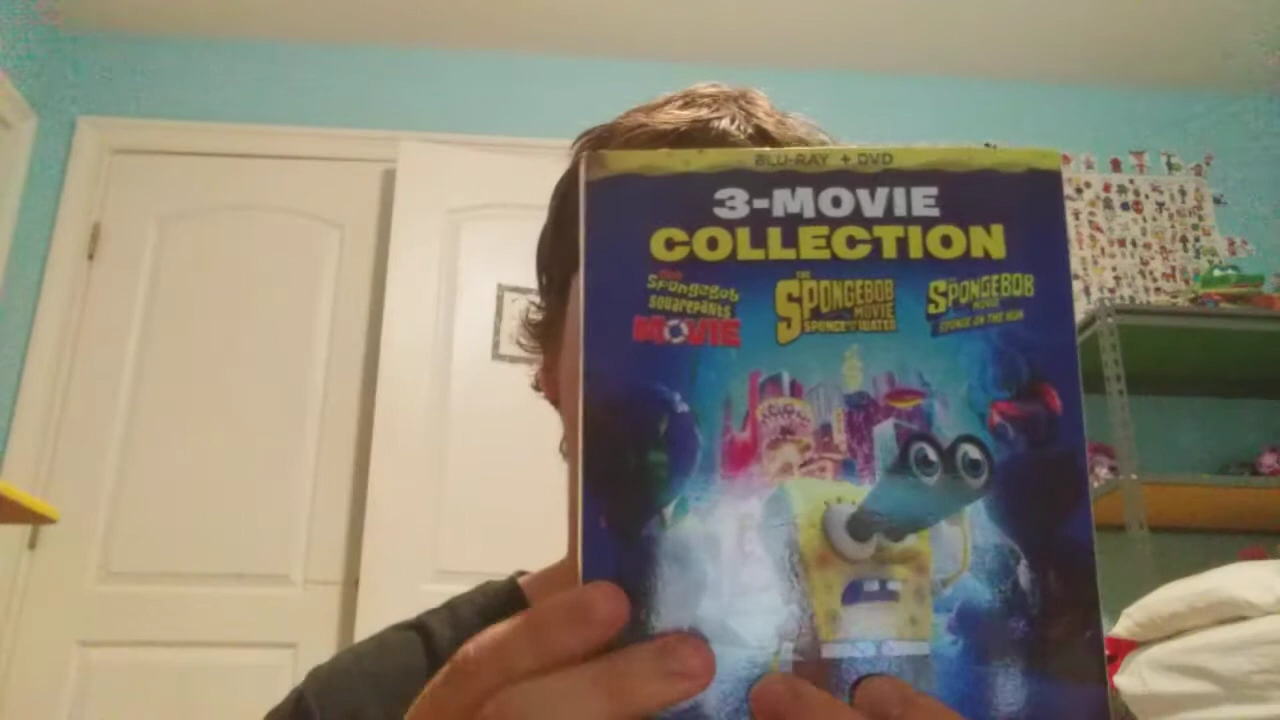 BLU-RAY + DVD
3-MOVIE
COLLECTION
The
SpongeBob
SquarePants
MOVIE
THE
SPONGEBOB
MOVIE
SPONGE OUT OF WATER
THE
SPONGEBOB
MOVIE
SPONGE ON THE RUN